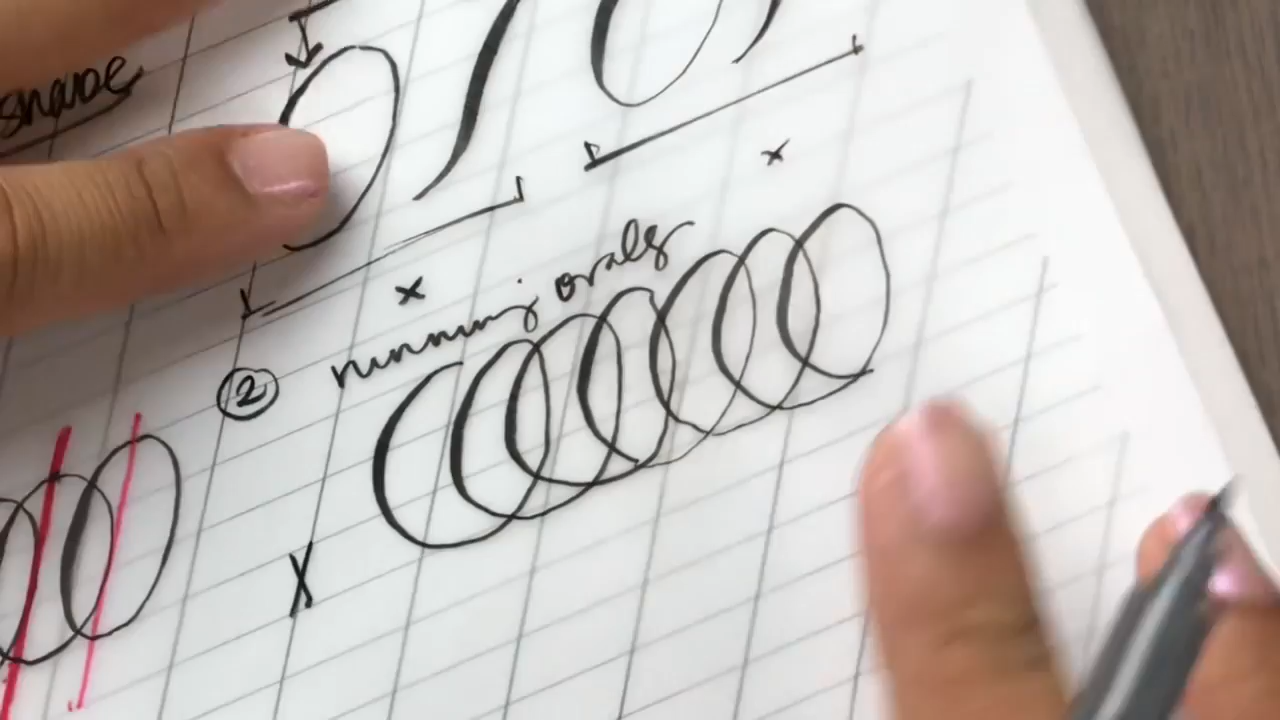 shape
x
x
② running ovals
X